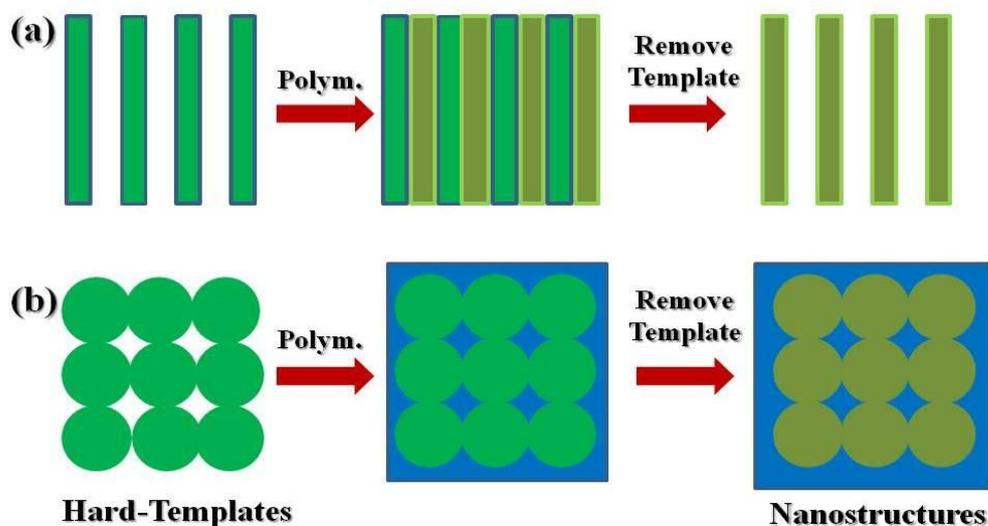 (a)
Polym.
Remove
Template
(b)
Polym.
Remove
Template
Hard-Templates
Nanostructures